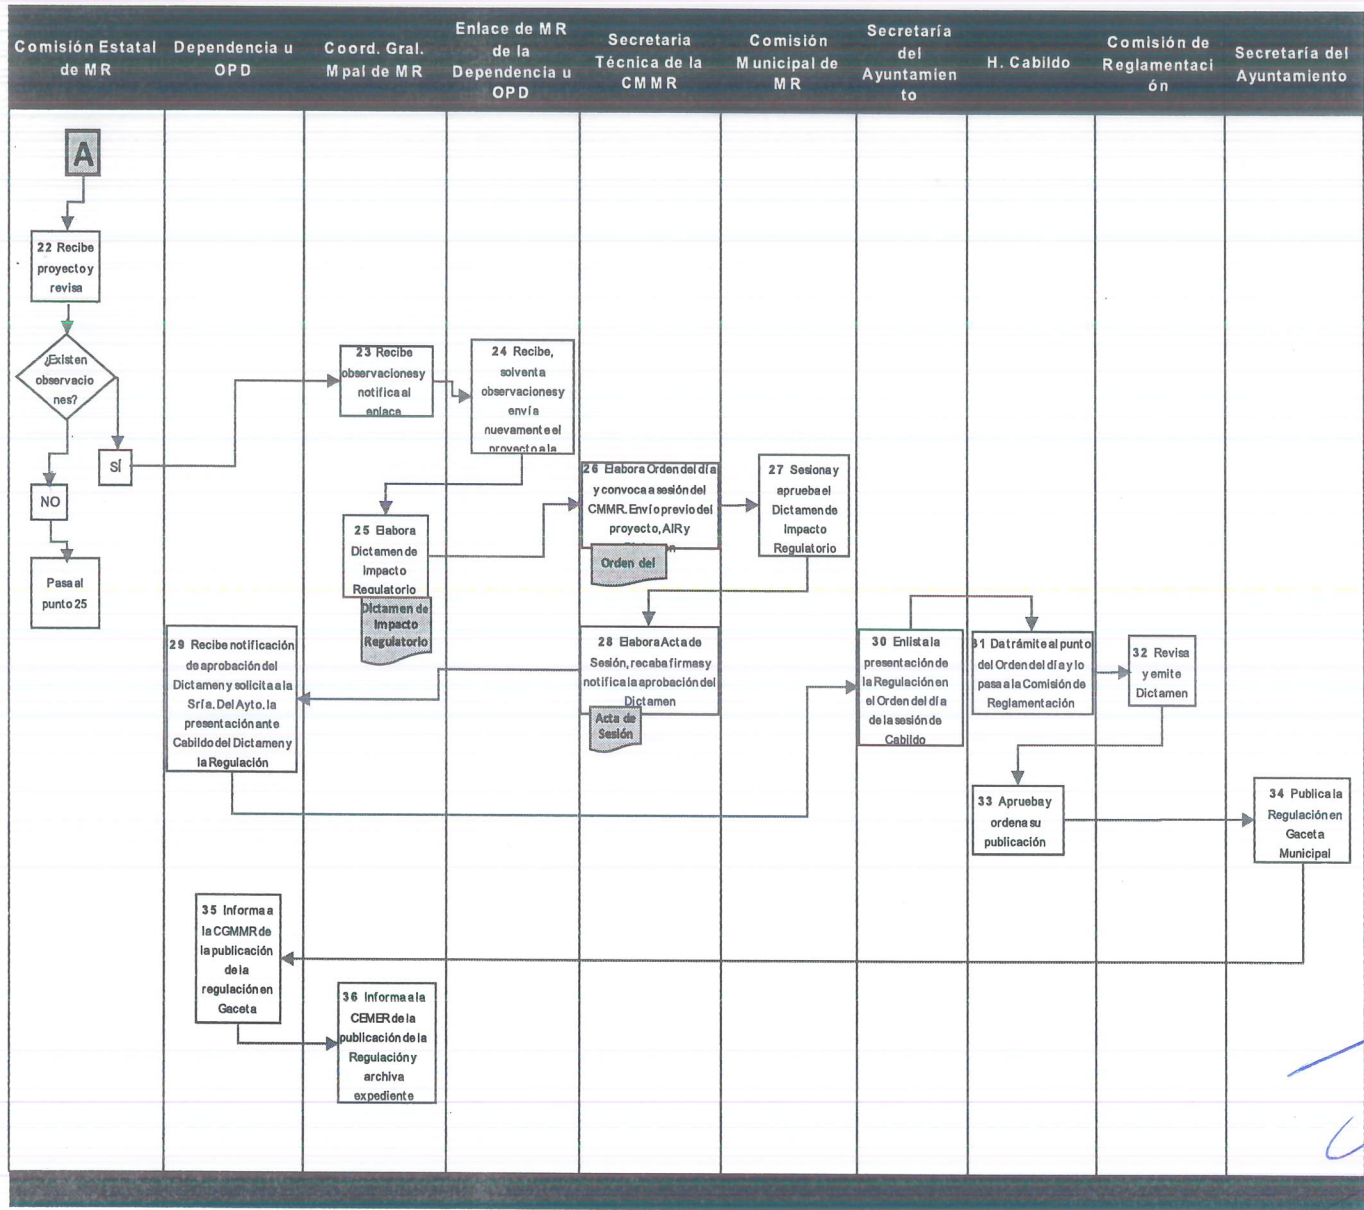 Comisión Estatal
de MR
Dependencia u
OPD
Coord. Gral.
Mpal de MR
Enlace de MR
de la
Dependencia u
OPD
Secretaria
Técnica de la
CMMR
Comisión
Municipal de
MR
Secretaría
del
Ayuntamien
to
H. Cabildo
Comisión de
Reglamentaci
ón
Secretaría del
Ayuntamiento
A
22 Recibe
proyecto y
revisa
¿Existen
observacio
nes?
SÍ
NO
Pasa al
punto 25
23 Recibe
observaciones y
notifica al
enlace
24 Recibe,
solventa
observaciones y
envía
nuevamente el
proyecto a la
25 Elabora
Dictamen de
Impacto
Regulatorio
Dictamen de
Impacto
Regulatorio
26 Elabora Orden del día
y convoca a sesión del
CMMR. Envío previo del
proyecto, AIR y
Orden del
27 Sesiona y
aprueba el
Dictamen de
Impacto
Regulatorio
28 Elabora Acta de
Sesión, recaba firmas y
notifica la aprobación del
Dictamen
Acta de
Sesión
29 Recibe notificación
de aprobación del
Dictamen y solicita a la
Sría. Del Ayto. la
presentación ante
Cabildo del Dictamen y
la Regulación
30 Enlista la
presentación de
la Regulación en
el Orden del día
de la sesión de
Cabildo
31 Da trámite al punto
del Orden del día y lo
pasa a la Comisión de
Reglamentación
32 Revisa
y emite
Dictamen
33 Aprueba y
ordena su
publicación
34 Publica la
Regulación en
Gaceta
Municipal
35 Informa a
la CGMMR de
la publicación
de la
regulación en
Gaceta
36 Informa a la
CEMER de la
publicación de la
Regulación y
archiva
expediente